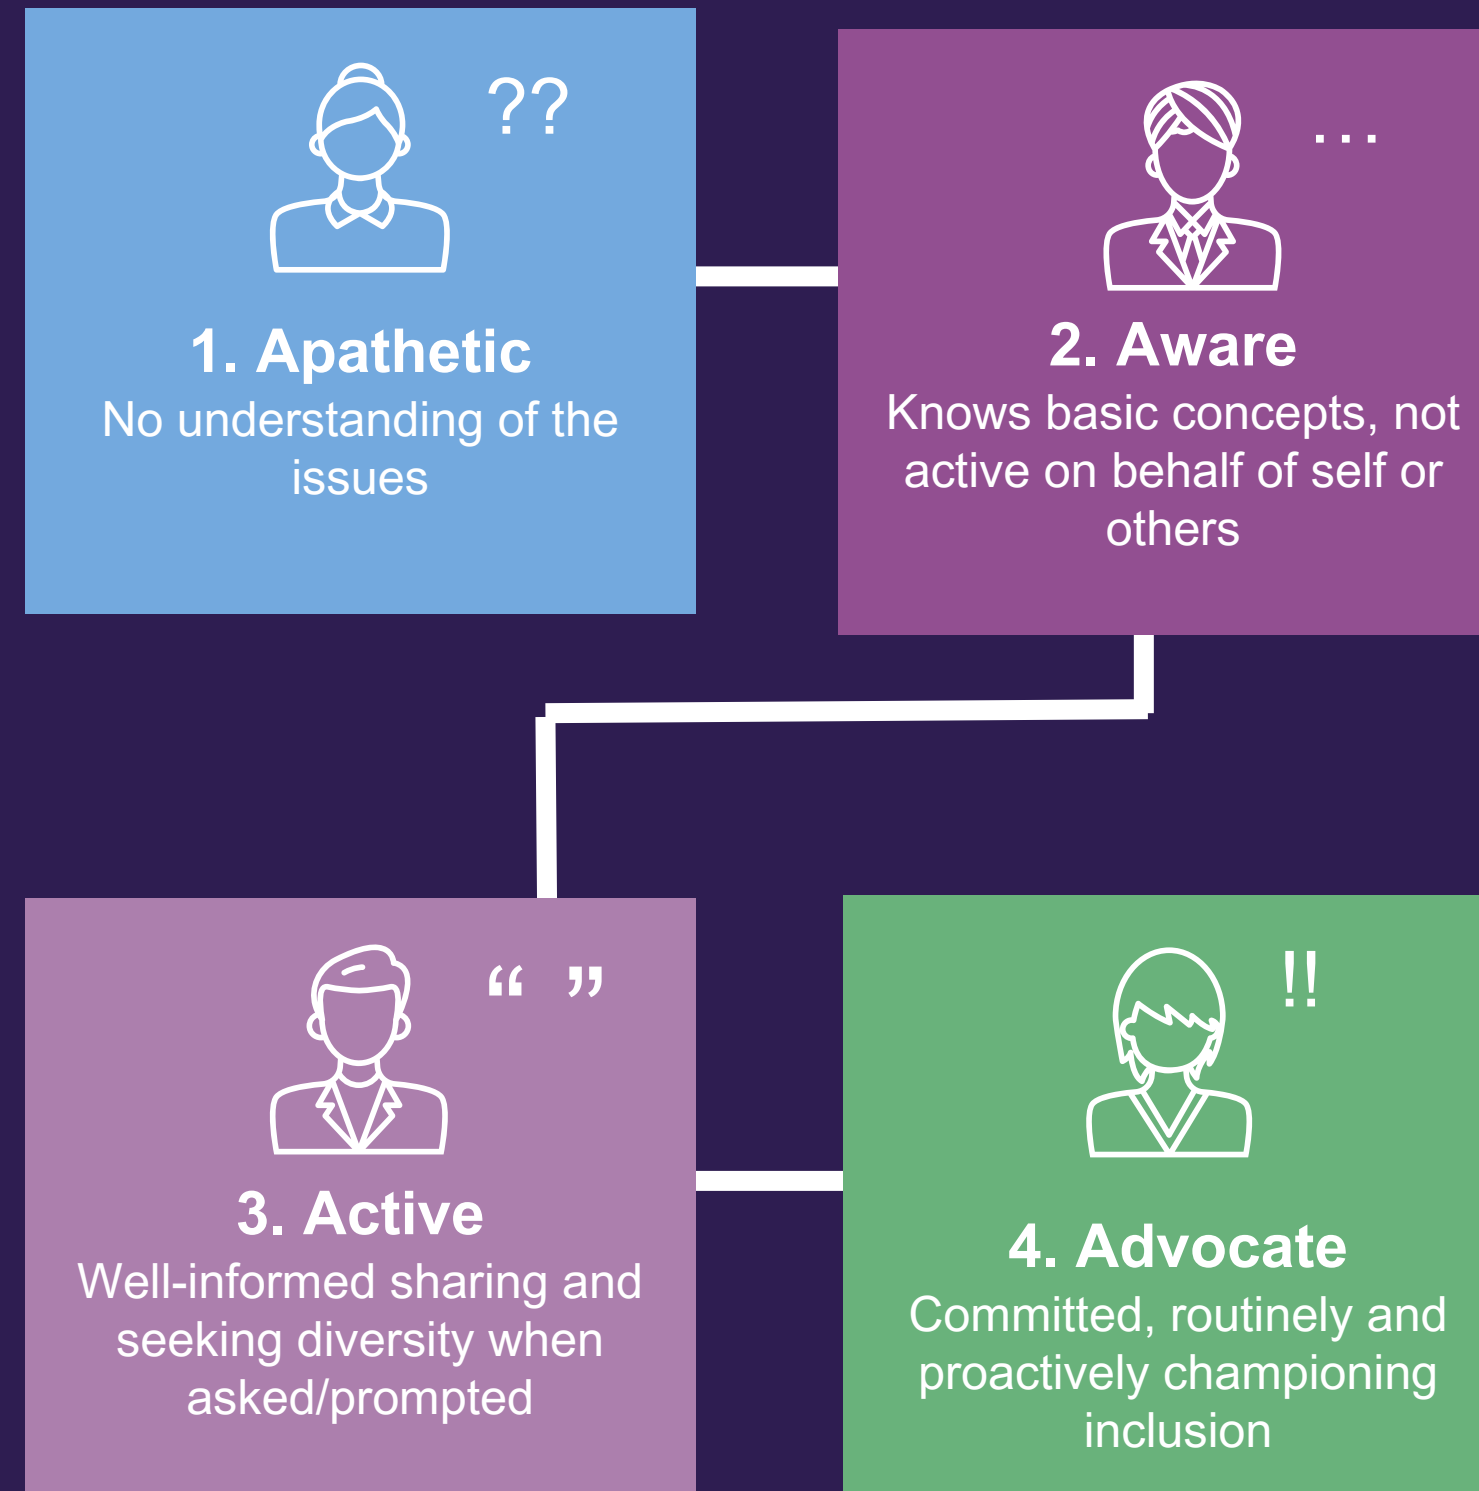 ??
1. Apathetic
No understanding of the
issues
…
2. Aware
Knows basic concepts, not
active on behalf of self or
others
“ ”
3. Active
Well-informed sharing and
seeking diversity when
asked/prompted
!!
4. Advocate
Committed, routinely and
proactively championing
inclusion